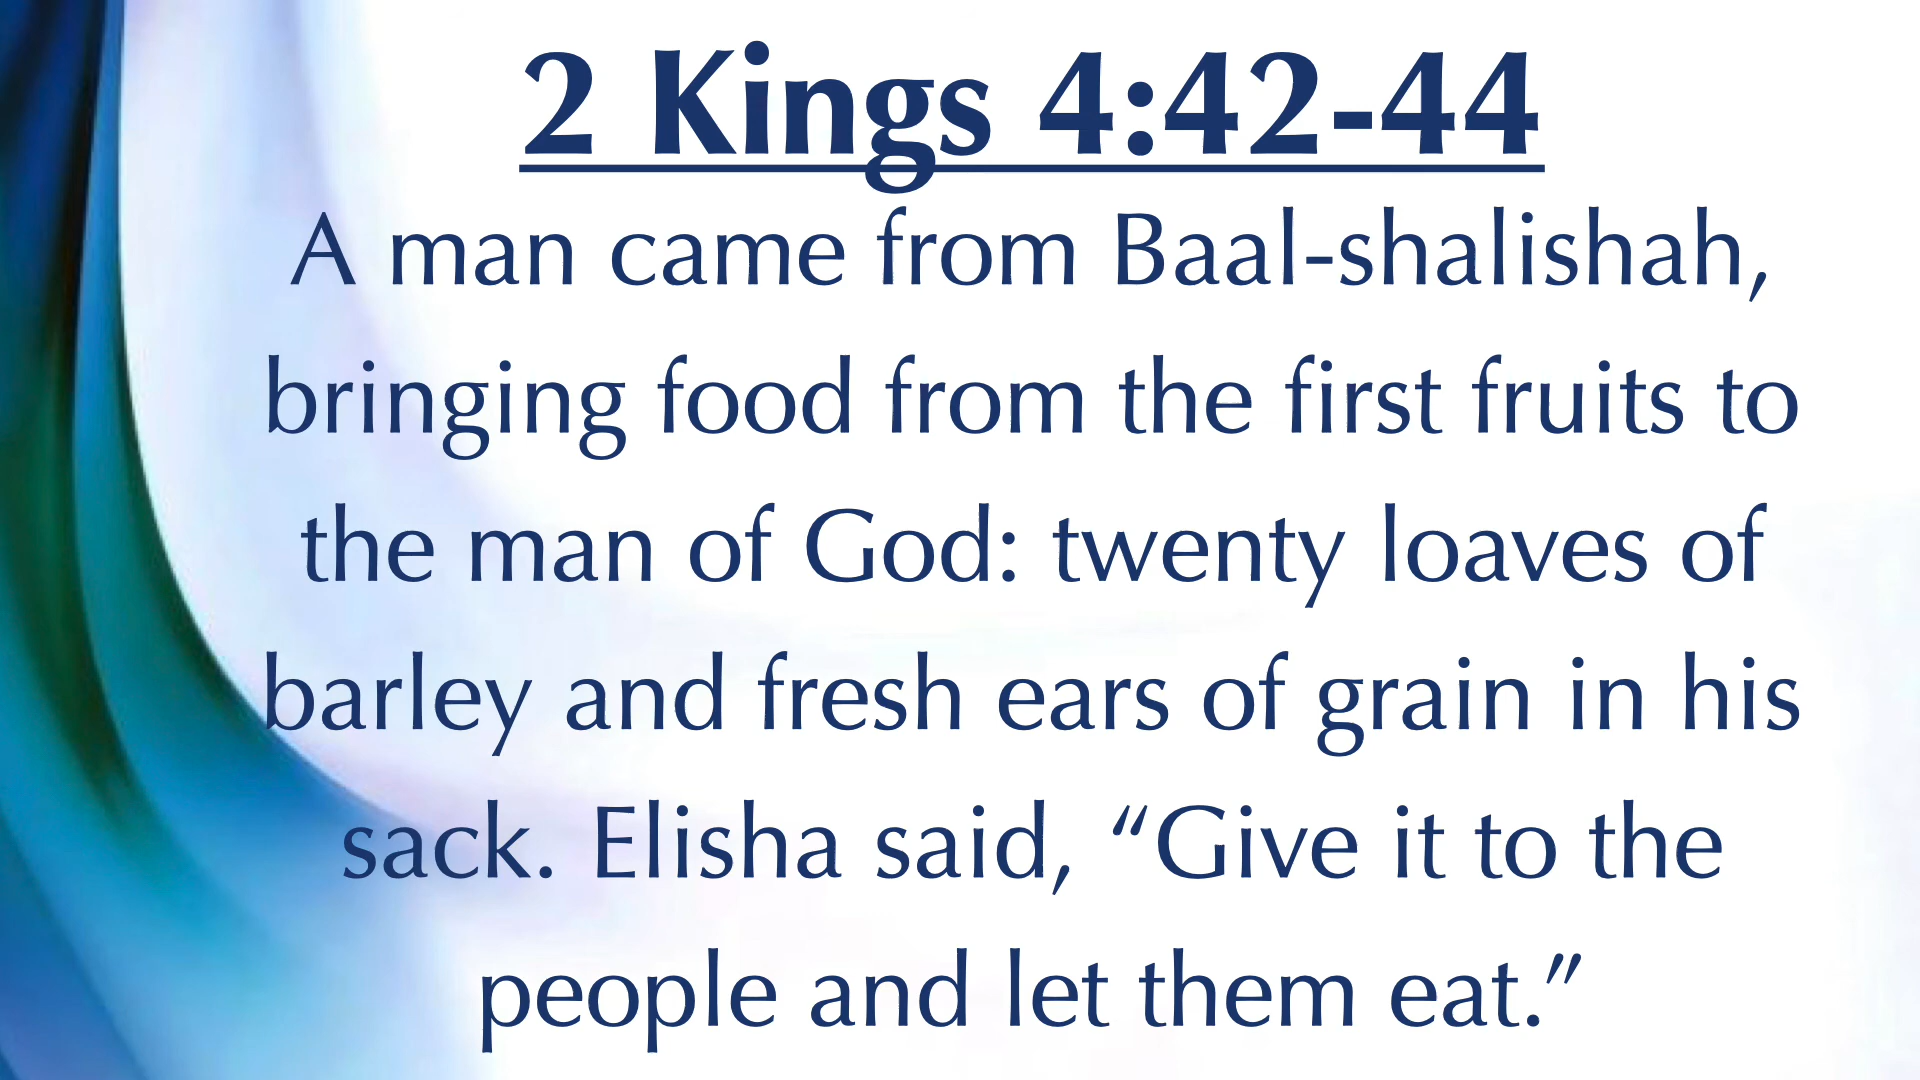 2 Kings 4:42-44
A man came from Baal-shalishah,
bringing food from the first fruits to
the man of God: twenty loaves of
barley and fresh ears of grain in his
sack. Elisha said, “Give it to the
people and let them eat.”